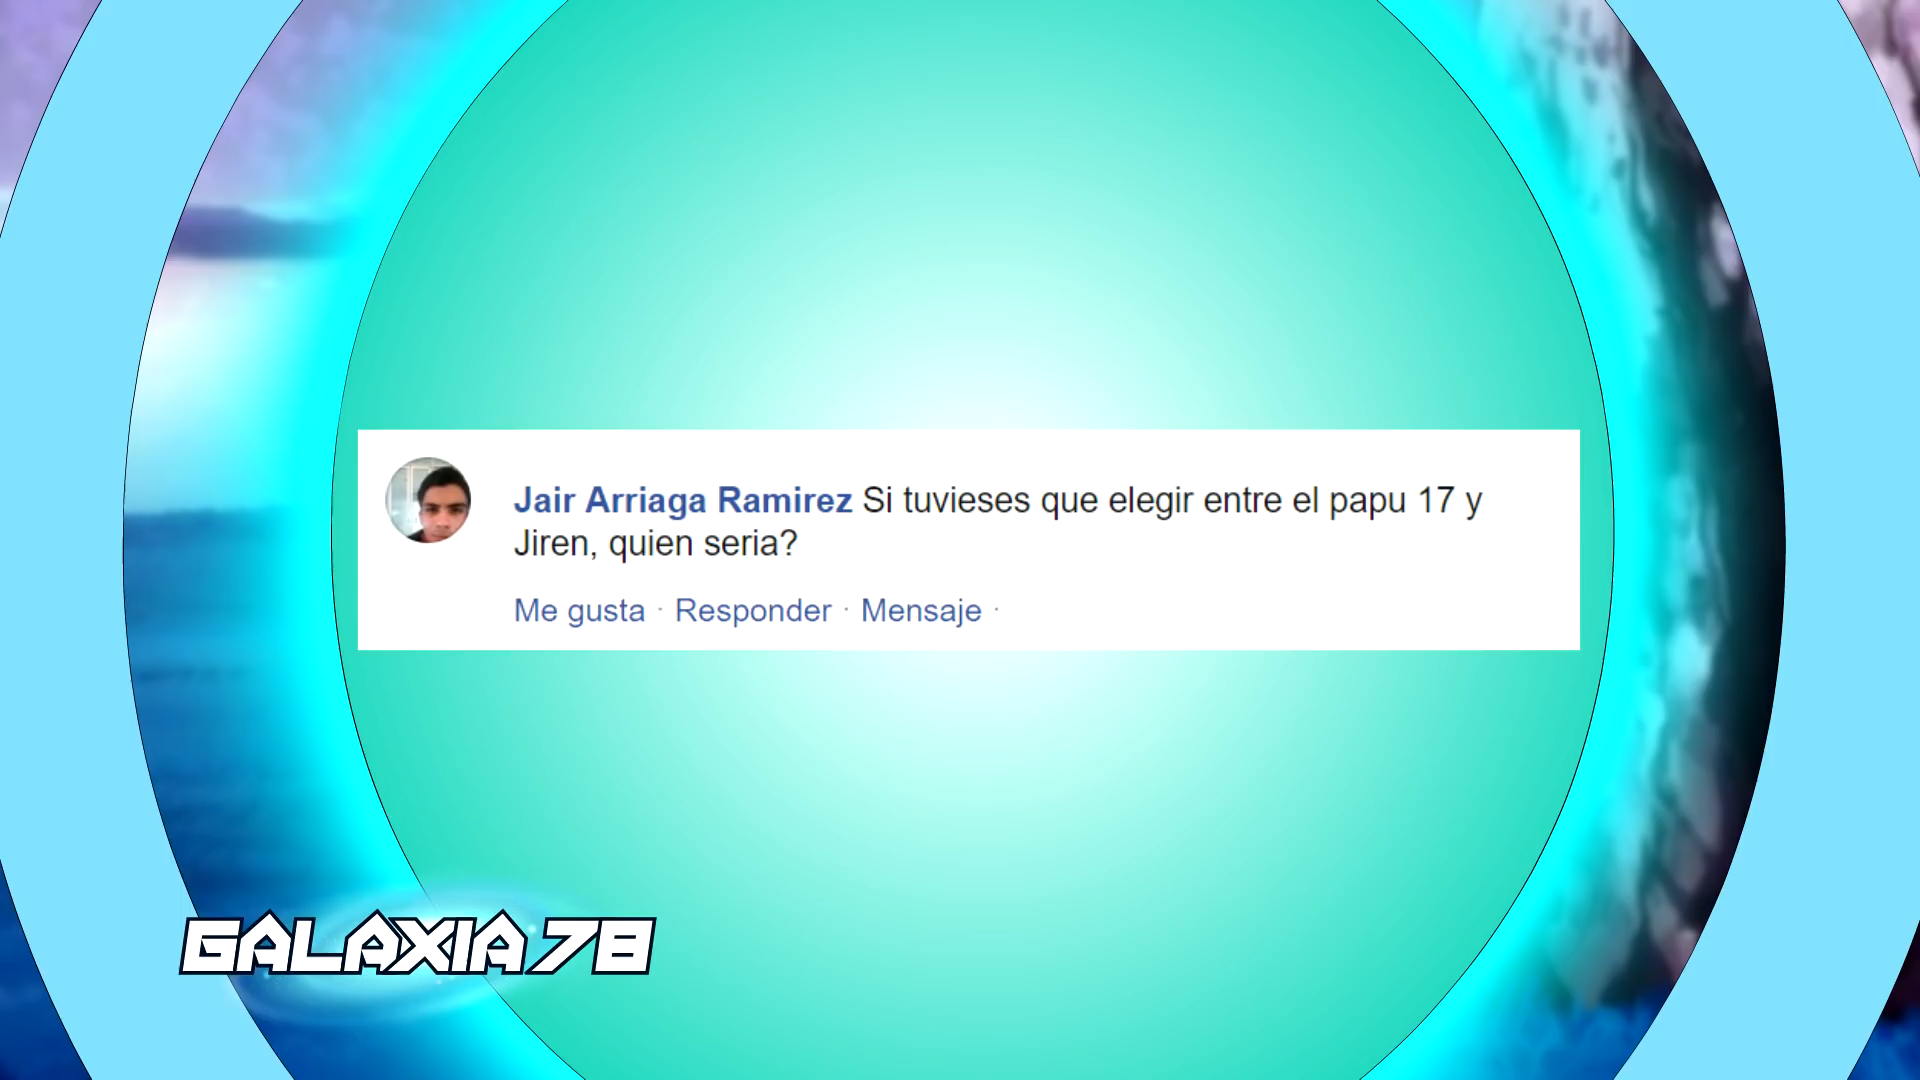 Jair Arriaga Ramirez Si tuvieses que elegir entre el papu 17 y
Jiren, quien seria?
Me gusta · Responder · Mensaje ·
GALAXIA 78